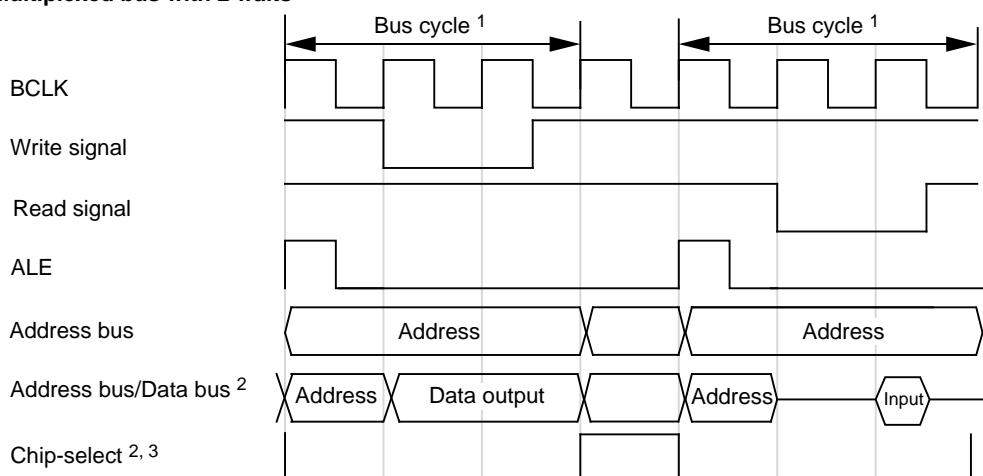 Multiplexed bus with 2 waits
Bus cycle 1 Bus cycle 1
BCLK
Write signal
Read signal
ALE
Address bus Address Address
Address bus/Data bus 2 Address Data output Address Input
Chip-select 2, 3